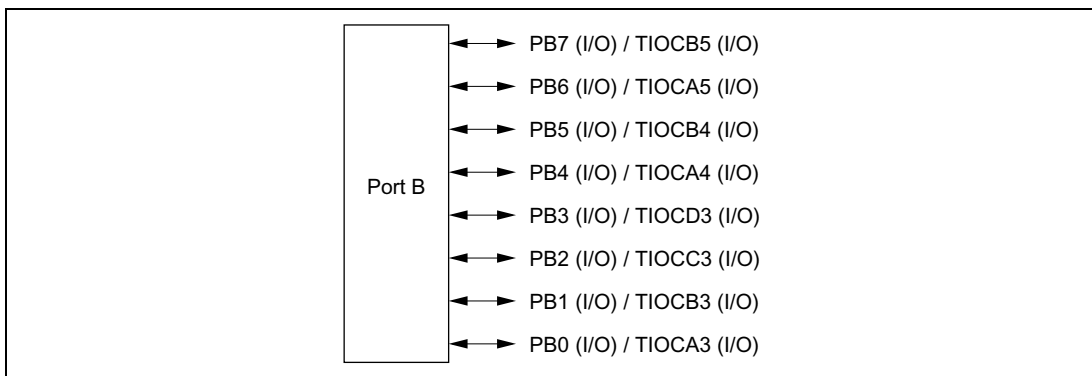 PB7 (I/O) / TIOCB5 (I/O)
PB6 (I/O) / TIOCA5 (I/O)
PB5 (I/O) / TIOCB4 (I/O)
PB4 (I/O) / TIOCA4 (I/O)
Port B
PB3 (I/O) / TIOCD3 (I/O)
PB2 (I/O) / TIOCC3 (I/O)
PB1 (I/O) / TIOCB3 (I/O)
PB0 (I/O) / TIOCA3 (I/O)